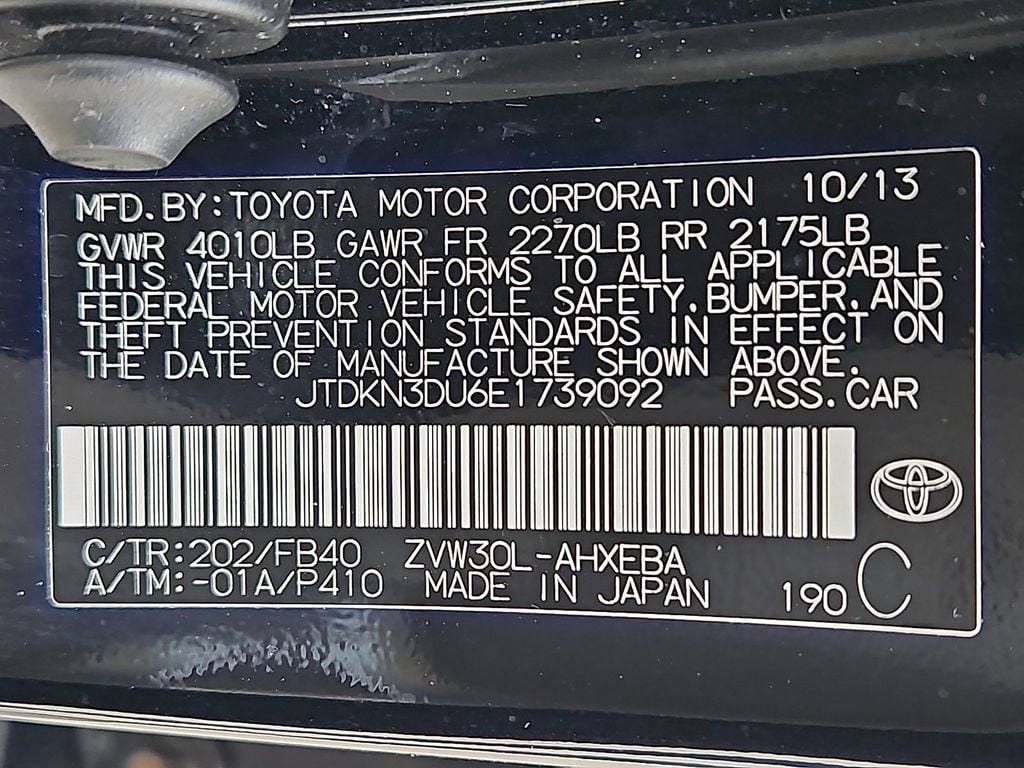 MFD.BY:TOYOTA MOTOR CORPORATION 10/13
GVWR 4010LB GAWR FR 2270LB RR 2175LB
THIS VEHICLE CONFORMS TO ALL APPLICABLE
FEDERAL MOTOR VEHICLE SAFETY,BUMPER,AND
THEFT PREVENTION STANDARDS IN EFFECT ON
THE DATE OF MANUFACTURE SHOWN ABOVE.
JTDKN3DU6E1739092 PASS.CAR
C/TR:202/FB40 ZVW30L-AHXEBA
A/TM:-01A/P410 MADE IN JAPAN 190 C